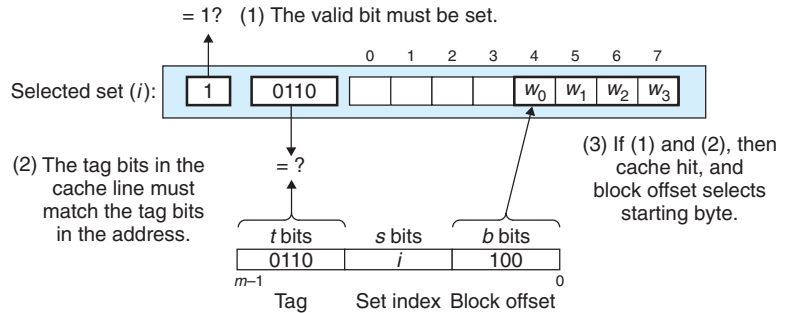 = 1? (1) The valid bit must be set.
0 1 2 3 4 5 6 7
Selected set (i): 1 0110 w0 w1 w2 w3
(2) The tag bits in the
cache line must
match the tag bits
in the address.
= ?
(3) If (1) and (2), then
cache hit, and
block offset selects
starting byte.
t bits s bits b bits
0110 i 100
m–1 0
Tag Set index Block offset